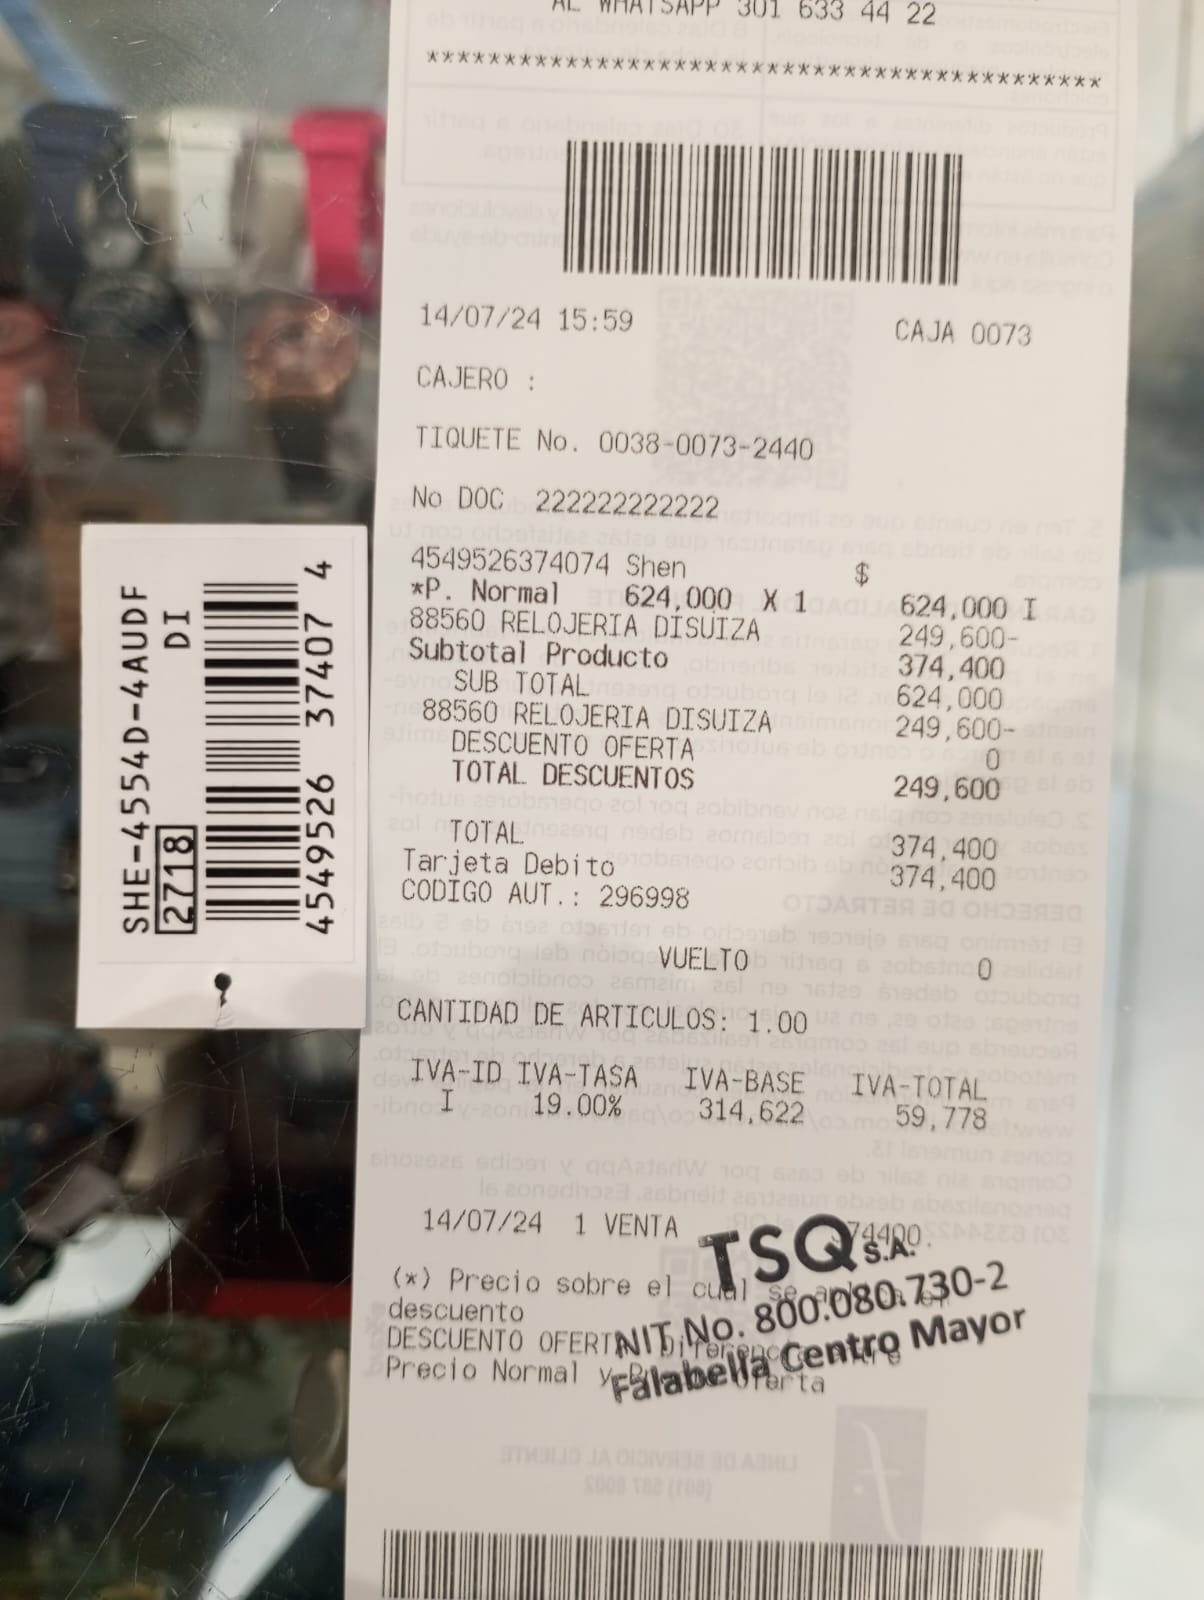 AL WHATSAPP 301 633 44 22
********************************************
14/07/24 15:59 CAJA 0073
CAJERO :
TIQUETE No. 0038-0073-2440
No DOC 222222222222
4549526374074 Shen $
*P. Normal 624,000 X 1 624,000 I
88560 RELOJERIA DISUIZA 249,600-
Subtotal Producto 374,400
SUB TOTAL 624,000
88560 RELOJERIA DISUIZA 249,600-
DESCUENTO OFERTA 0
TOTAL DESCUENTOS 249,600
TOTAL 374,400
Tarjeta Debito 374,400
CODIGO AUT.: 296998
VUELTO 0
CANTIDAD DE ARTICULOS: 1.00
IVA-ID IVA-TASA IVA-BASE IVA-TOTAL
I 19.00% 314,622 59,778
14/07/24 1 VENTA 74400.
(*) Precio sobre el cual se
descuento
DESCUENTO OFERTA
Precio Normal y
TSQ S.A.
NIT No. 800.080.730-2
Falabella Centro Mayor
SHE-4554D-4AUDF
2718 DI
4549526 37407 4